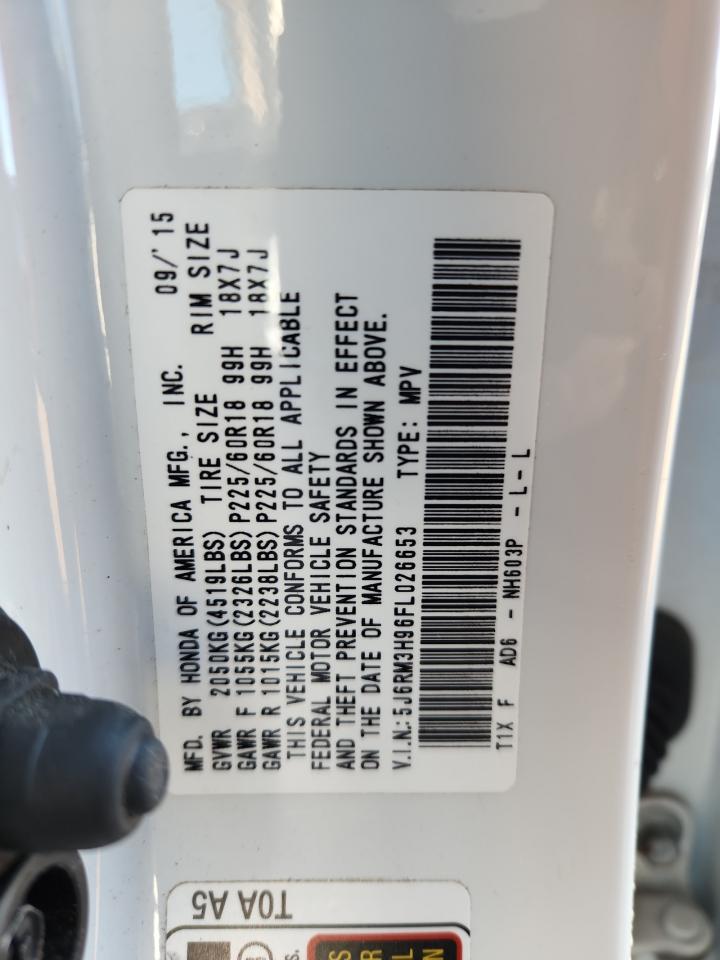 MFD. BY HONDA OF AMERICA MFG., INC. 09/'15
GVWR 2050KG(4519LBS) TIRE SIZE RIM SIZE
GAWR F 1055KG(2326LBS)P225/60R18 99H 18X7J
GAWR R 1015KG(2238LBS)P225/60R18 99H 18X7J
THIS VEHICLE CONFORMS TO ALL APPLICABLE
FEDERAL MOTOR VEHICLE SAFETY
AND THEFT PREVENTION STANDARDS IN EFFECT
ON THE DATE OF MANUFACTURE SHOWN ABOVE.
V.I.N.:5J6RM3H96FL026653 TYPE: MPV
T1X F AD6 - NH603P - L- L
T0A A5